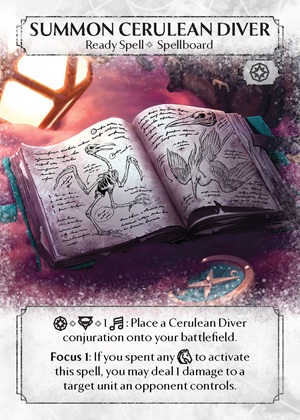 SUMMON CERULEAN DIVER
Ready Spell ◇ Spellboard
1 : Place a Cerulean Diver
conjuration onto your battlefield.
Focus 1: If you spent any to activate
this spell, you may deal 1 damage to a
target unit an opponent controls.